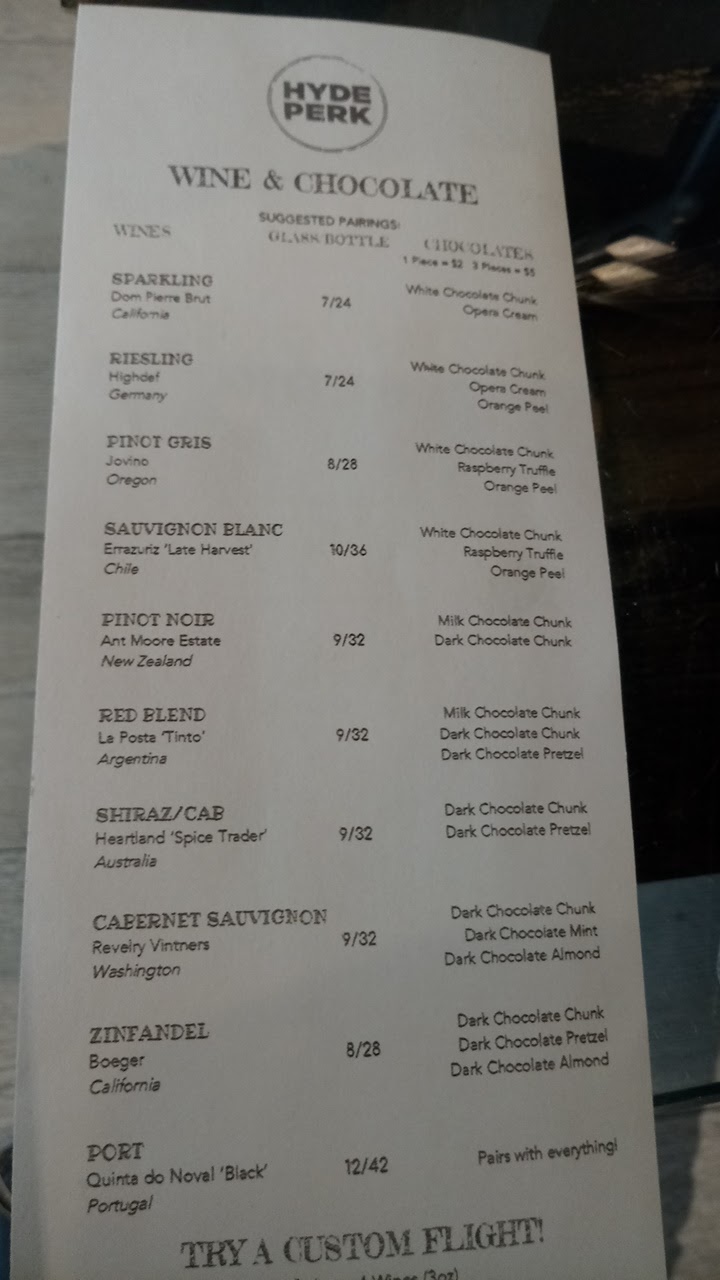 HYDE
PERK
WINE & CHOCOLATE
SUGGESTED PAIRINGS:
WINES GLASS/BOTTLE CHOCOLATES
1 Piece = $2 3 Pieces = $5
SPARKLING
Dom Pierre Brut 7/24 White Chocolate Chunk
California Opera Cream
RIESLING
Highdef 7/24 White Chocolate Chunk
Germany Opera Cream
Orange Peel
PINOT GRIS White Chocolate Chunk
Jovino 8/28 Raspberry Truffle
Oregon Orange Peel
SAUVIGNON BLANC White Chocolate Chunk
Errazuriz 'Late Harvest' 10/36 Raspberry Truffle
Chile Orange Peel
PINOT NOIR Milk Chocolate Chunk
Ant Moore Estate 9/32 Dark Chocolate Chunk
New Zealand
RED BLEND Milk Chocolate Chunk
La Posta 'Tinto' 9/32 Dark Chocolate Chunk
Argentina Dark Chocolate Pretzel
SHIRAZ/CAB Dark Chocolate Chunk
Heartland 'Spice Trader' 9/32 Dark Chocolate Pretzel
Australia
CABERNET SAUVIGNON Dark Chocolate Chunk
Revelry Vintners 9/32 Dark Chocolate Mint
Washington Dark Chocolate Almond
ZINFANDEL Dark Chocolate Chunk
Boeger 8/28 Dark Chocolate Pretzel
California Dark Chocolate Almond
PORT
Quinta do Noval 'Black' 12/42 Pairs with everything!
Portugal
TRY A CUSTOM FLIGHT!
Wines (3oz)